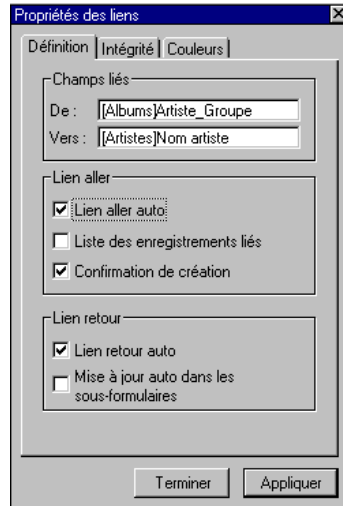 Propriétés des liens
Définition Intégrité Couleurs
Champs liés
De : [Albums]Artiste_Groupe
Vers : [Artistes]Nom artiste
Lien aller
Lien aller auto
Liste des enregistrements liés
Confirmation de création
Lien retour
Lien retour auto
Mise à jour auto dans les
sous-formulaires
Terminer Appliquer